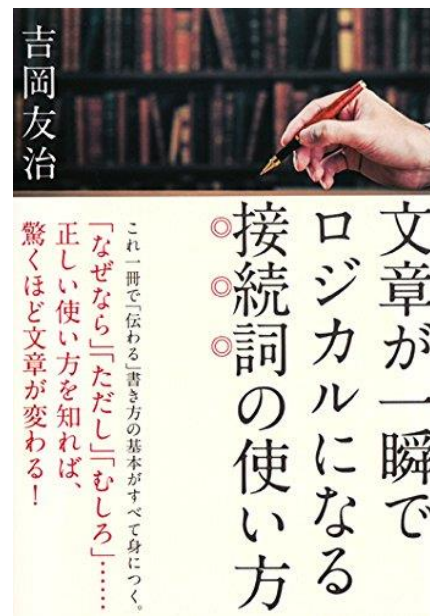 吉岡友治
文章が一瞬で
ロジカルになる
接続詞の使い方
これ一冊で「伝わる」書き方の基本がすべて身につく。
「なぜなら」「ただし」「むしろ」……
正しい使い方を知れば、
驚くほど文章が変わる!